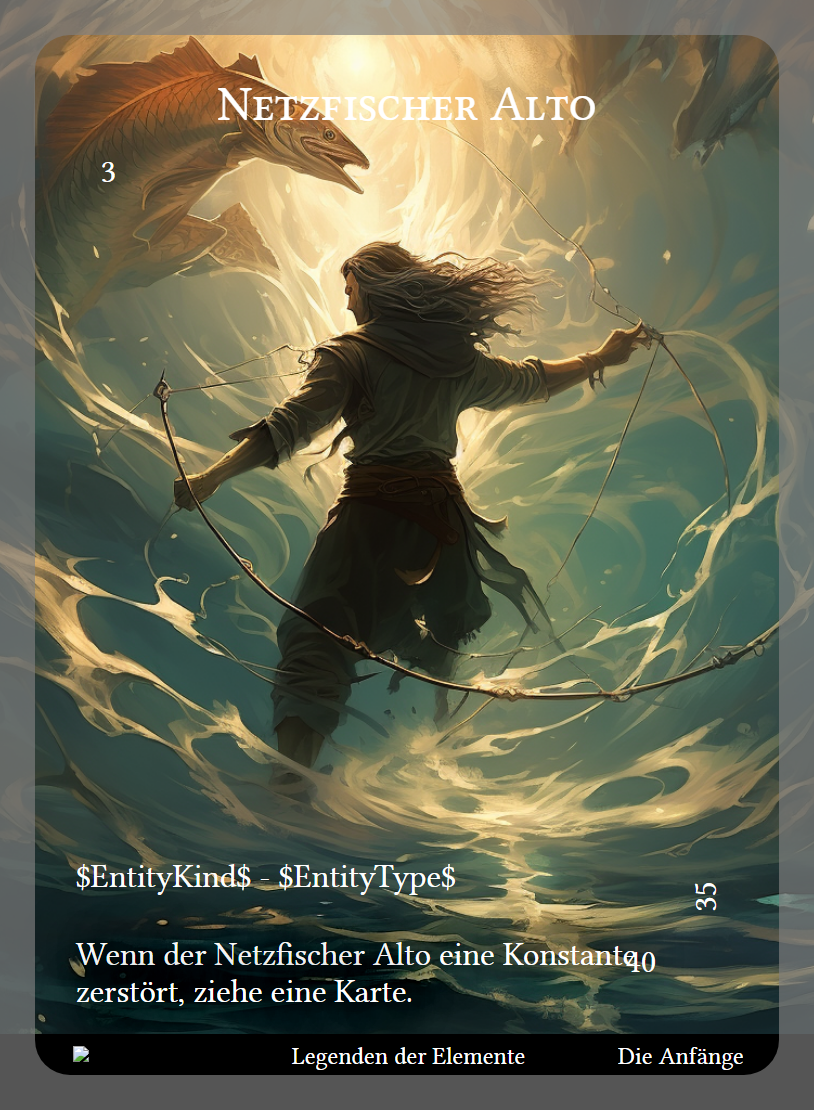 Netzfischer Alto
3
$EntityKind$ - $EntityType$
35
Wenn der Netzfischer Alto eine Konstante
40
zerstört, ziehe eine Karte.
Legenden der Elemente
Die Anfänge